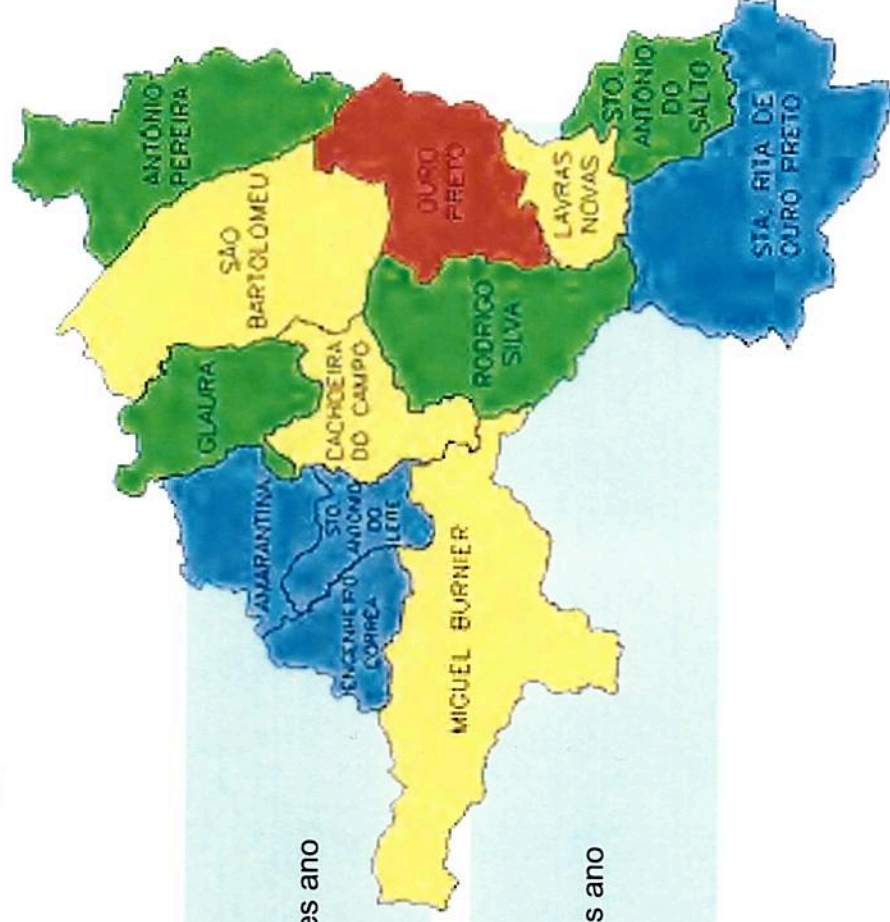 ANTÔNIO
PEREIRA
SÃO
BARTOLOMEU
OURO
PRETO
LAVRAS
NOVAS
STO.
ANTÔNIO
DO
SALTO
STA. RITA DE
OURO PRETO
GLAURA
CACHOEIRA
DO CAMPO
RODRIGO
SILVA
AMARANTINA
STO.
ANTÔNIO
DO
LEITE
ENGENHEIRO
CORRÊA
MIGUEL BURNIER
es ano
s ano